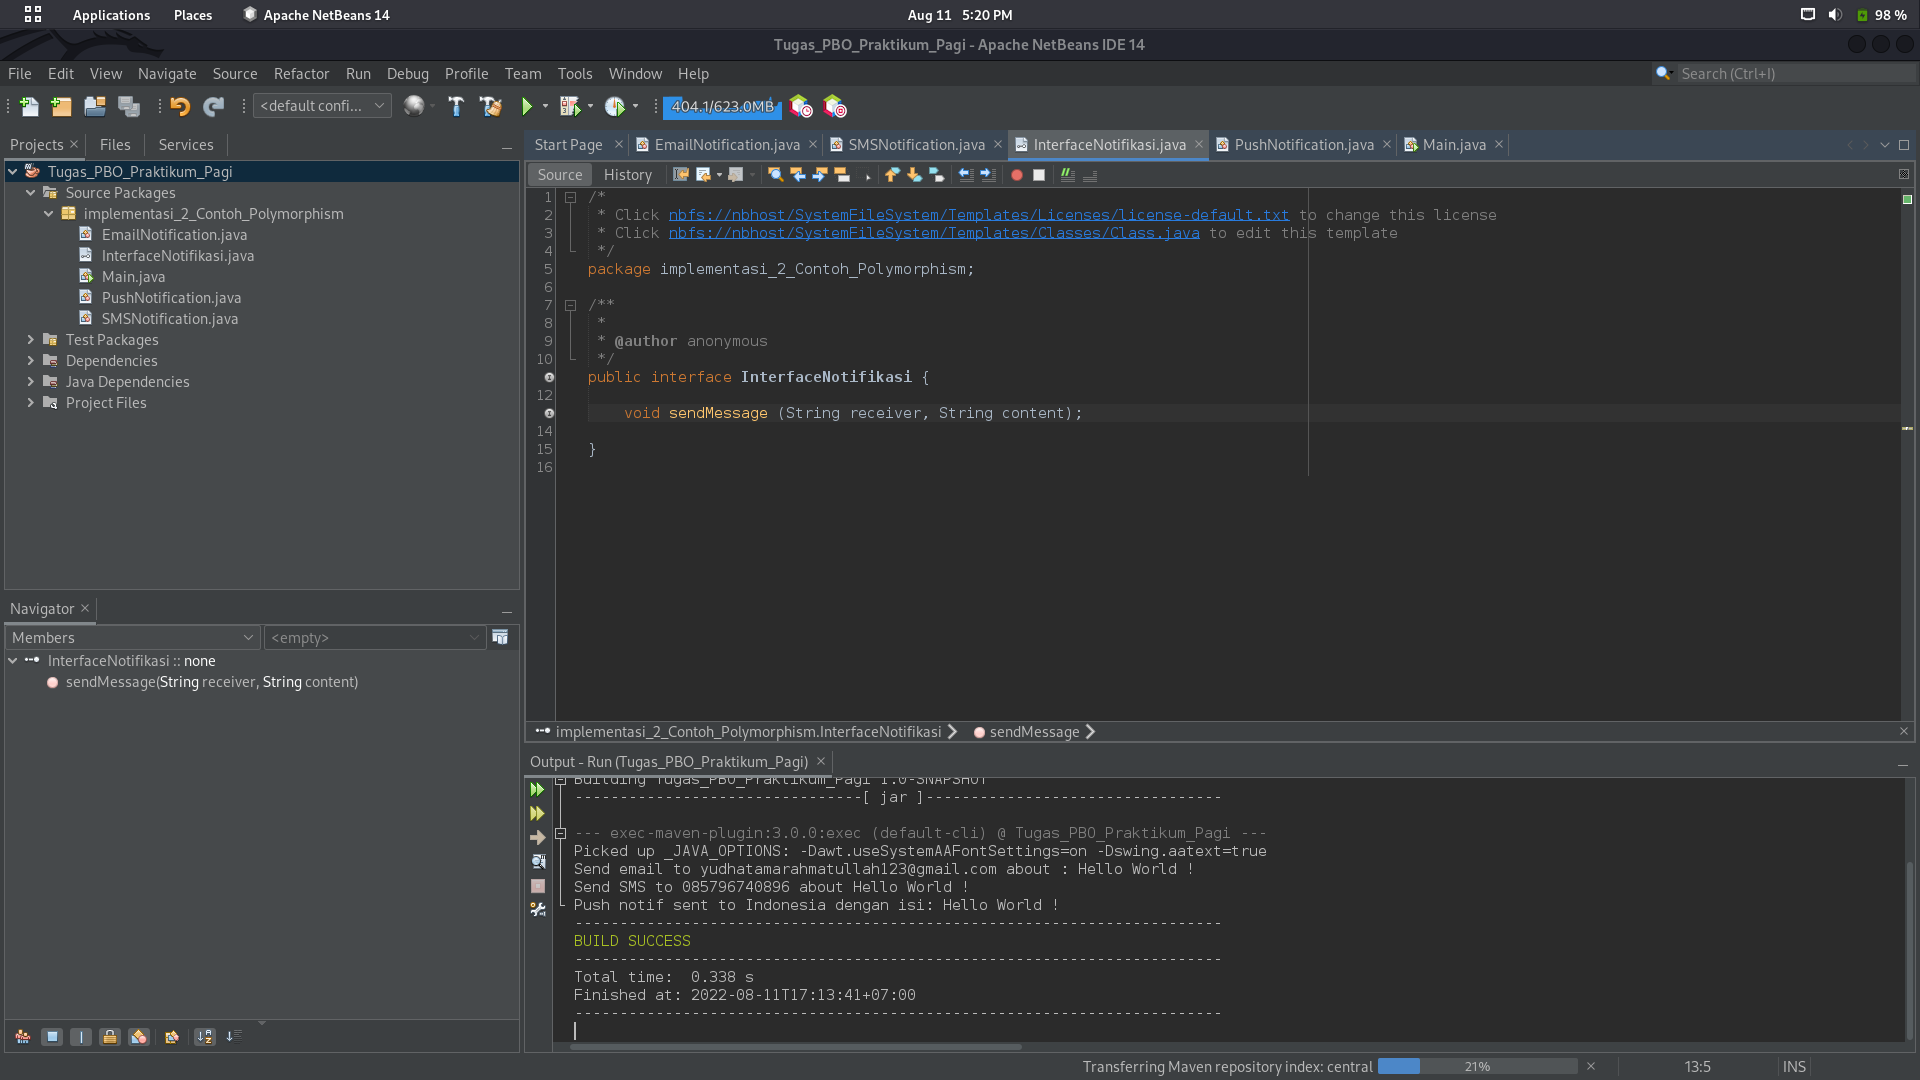 Applications Places Apache NetBeans 14 Aug 11 5:20 PM 98 %
Tugas_PBO_Praktikum_Pagi - Apache NetBeans IDE 14
File Edit View Navigate Source Refactor Run Debug Profile Team Tools Window Help Search (Ctrl+I)
<default confi... 404.1/623.0MB
Projects Files Services
Tugas_PBO_Praktikum_Pagi
Source Packages
implementasi_2_Contoh_Polymorphism
EmailNotification.java
InterfaceNotifikasi.java
Main.java
PushNotification.java
SMSNotification.java
Test Packages
Dependencies
Java Dependencies
Project Files
Navigator
Members <empty>
InterfaceNotifikasi :: none
sendMessage(String receiver, String content)
Start Page EmailNotification.java SMSNotification.java InterfaceNotifikasi.java PushNotification.java Main.java
Source History
1 /*
2 * Click nbfs://nbhost/SystemFileSystem/Templates/Licenses/license-default.txt to change this license
3 * Click nbfs://nbhost/SystemFileSystem/Templates/Classes/Class.java to edit this template
4 */
5 package implementasi_2_Contoh_Polymorphism;
6
7 /**
8 *
9 * @author anonymous
10 */
public interface InterfaceNotifikasi {
12
void sendMessage (String receiver, String content);
14
15 }
16
implementasi_2_Contoh_Polymorphism.InterfaceNotifikasi sendMessage
Output - Run (Tugas_PBO_Praktikum_Pagi)
Building Tugas_PBO_Praktikum_Pagi 1.0-SNAPSHOT
--------------------------------[ jar ]---------------------------------
--- exec-maven-plugin:3.0.0:exec (default-cli) @ Tugas_PBO_Praktikum_Pagi ---
Picked up _JAVA_OPTIONS: -Dawt.useSystemAAFontSettings=on -Dswing.aatext=true
Send email to yudhatamarahmatullah123@gmail.com about : Hello World !
Send SMS to 085796740896 about Hello World !
Push notif sent to Indonesia dengan isi: Hello World !
------------------------------------------------------------------------
BUILD SUCCESS
------------------------------------------------------------------------
Total time: 0.338 s
Finished at: 2022-08-11T17:13:41+07:00
------------------------------------------------------------------------
Transferring Maven repository index: central 21% 13:5 INS